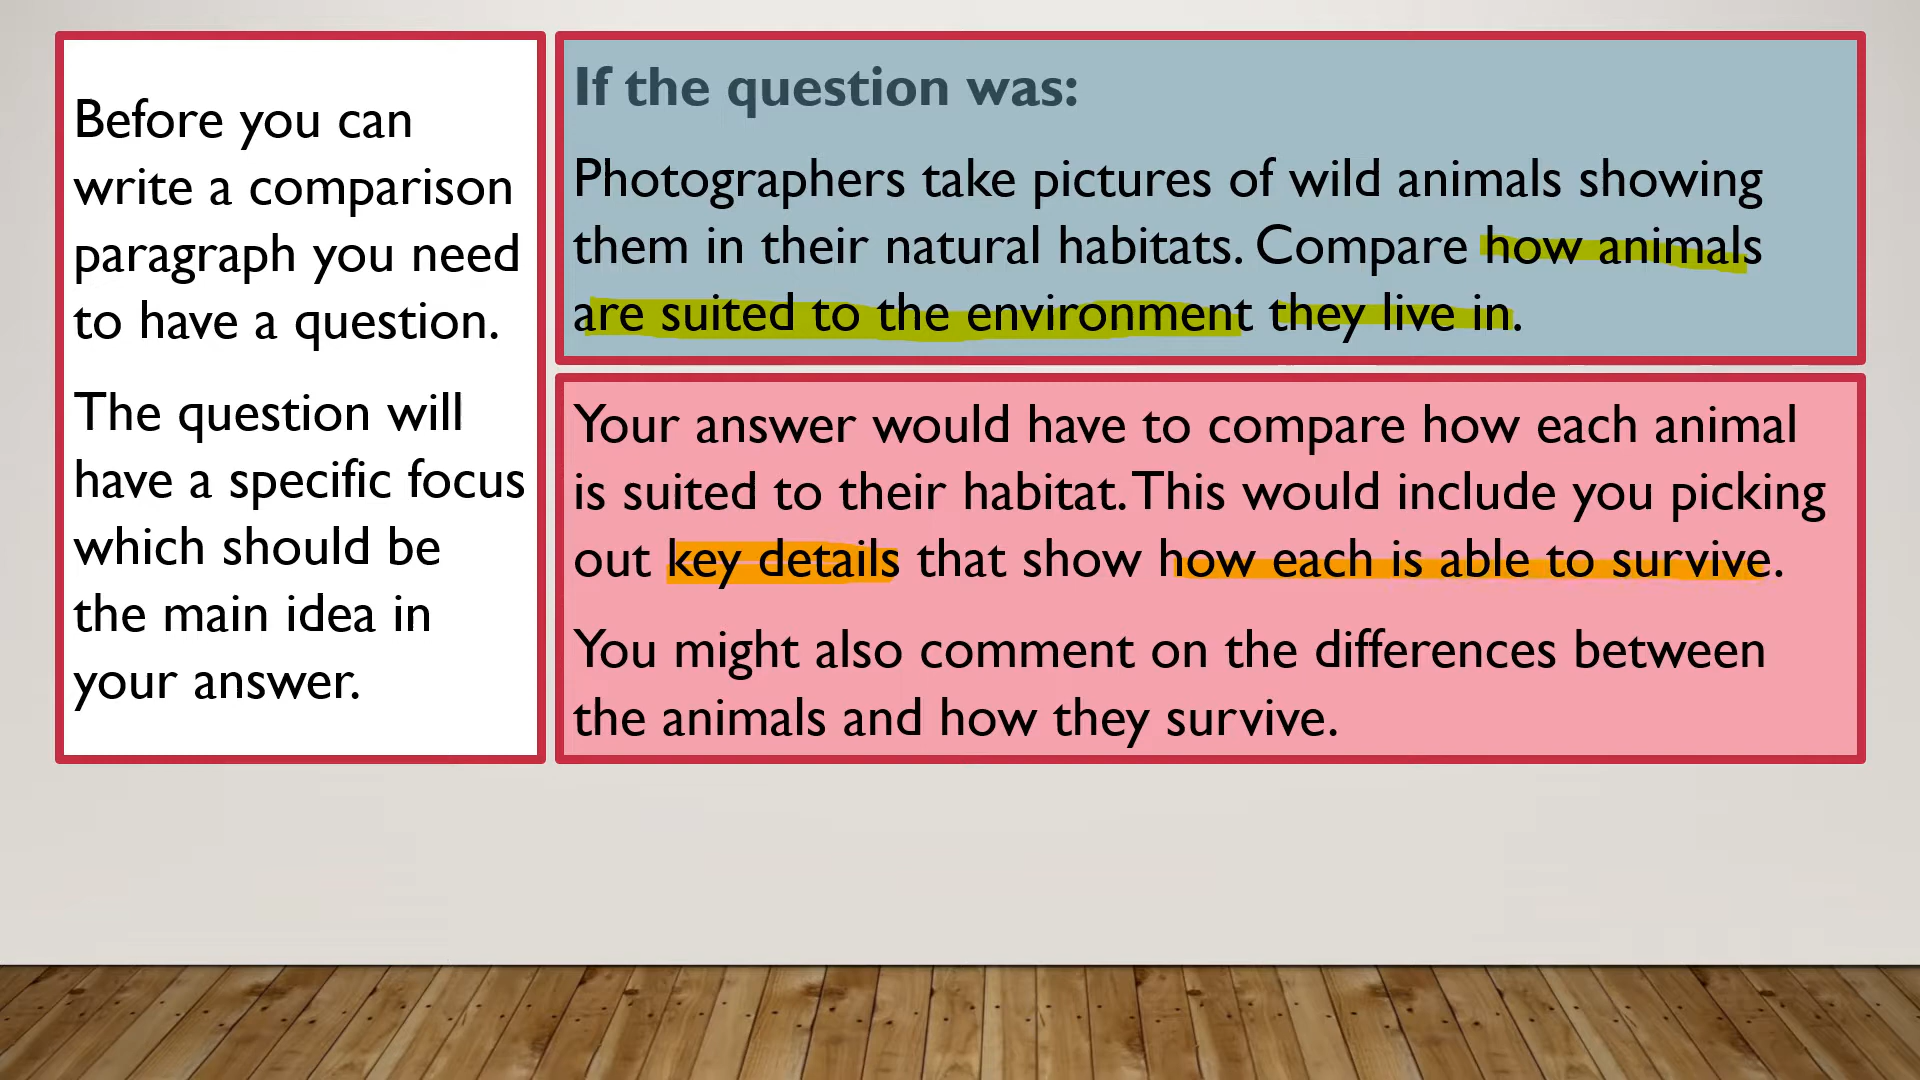 Before you can
write a comparison
paragraph you need
to have a question.
The question will
have a specific focus
which should be
the main idea in
your answer.
If the question was:
Photographers take pictures of wild animals showing
them in their natural habitats. Compare how animals
are suited to the environment they live in.
Your answer would have to compare how each animal
is suited to their habitat. This would include you picking
out key details that show how each is able to survive.
You might also comment on the differences between
the animals and how they survive.